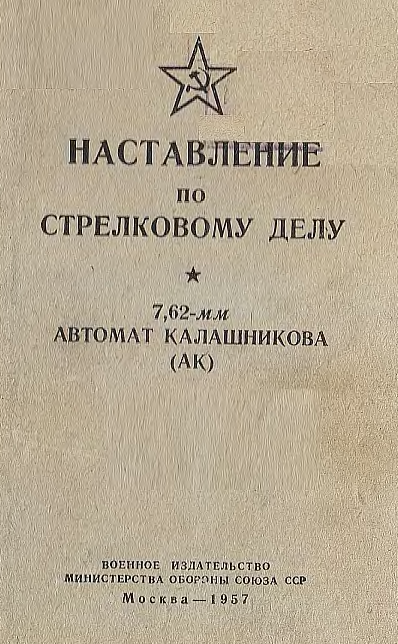 НАСТАВЛЕНИЕ
ПО
СТРЕЛКОВОМУ ДЕЛУ
7,62-мм
АВТОМАТ КАЛАШНИКОВА
(АК)
ВОЕННОЕ ИЗДАТЕЛЬСТВО
МИНИСТЕРСТВА ОБОРОНЫ СОЮЗА ССР
Москва—1957